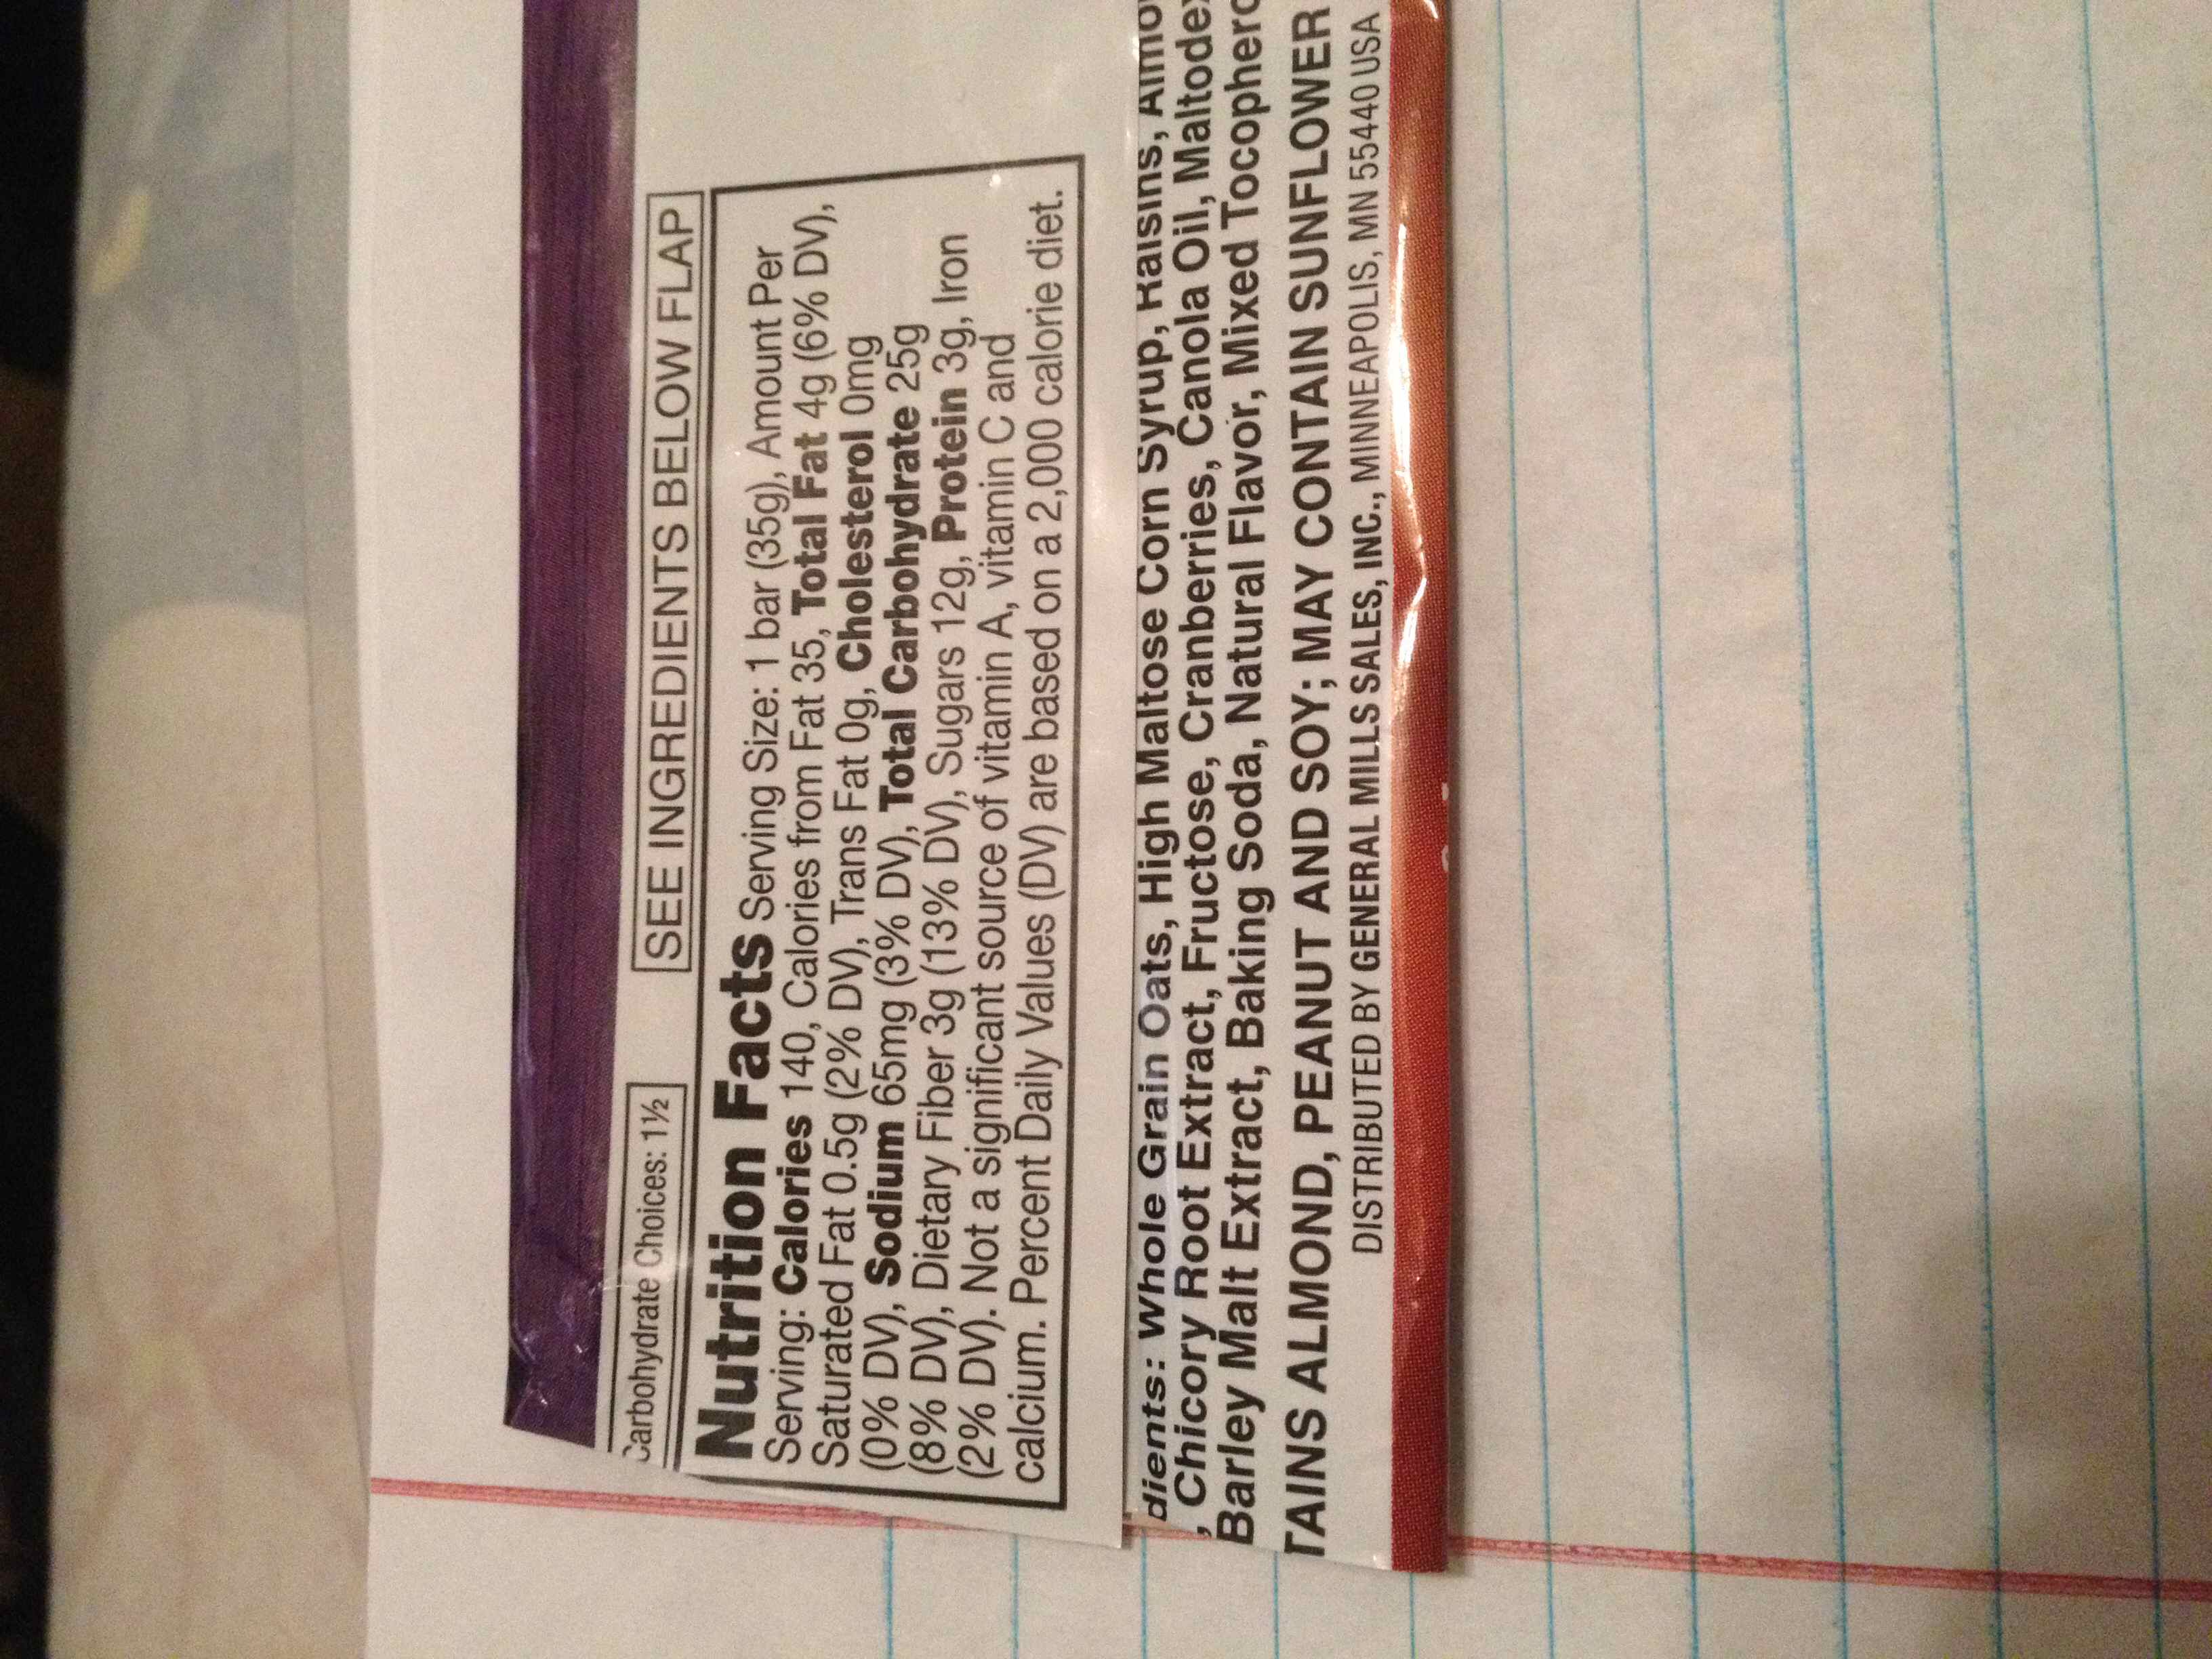 Carbohydrate Choices: 1½
SEE INGREDIENTS BELOW FLAP
Nutrition Facts Serving Size: 1 bar (35g), Amount Per
Serving: Calories 140, Calories from Fat 35, Total Fat 4g (6% DV),
Saturated Fat 0.5g (2% DV), Trans Fat 0g, Cholesterol 0mg
(0% DV), Sodium 65mg (3% DV), Total Carbohydrate 25g
(8% DV), Dietary Fiber 3g (13% DV), Sugars 12g, Protein 3g, Iron
(2% DV). Not a significant source of vitamin A, vitamin C and
calcium. Percent Daily Values (DV) are based on a 2,000 calorie diet.
dients: Whole Grain Oats, High Maltose Corn Syrup, Raisins, Almo
, Chicory Root Extract, Fructose, Cranberries, Canola Oil, Maltode
Barley Malt Extract, Baking Soda, Natural Flavor, Mixed Tocopher
TAINS ALMOND, PEANUT AND SOY; MAY CONTAIN SUNFLOWER
DISTRIBUTED BY GENERAL MILLS SALES, INC., MINNEAPOLIS, MN 55440 USA